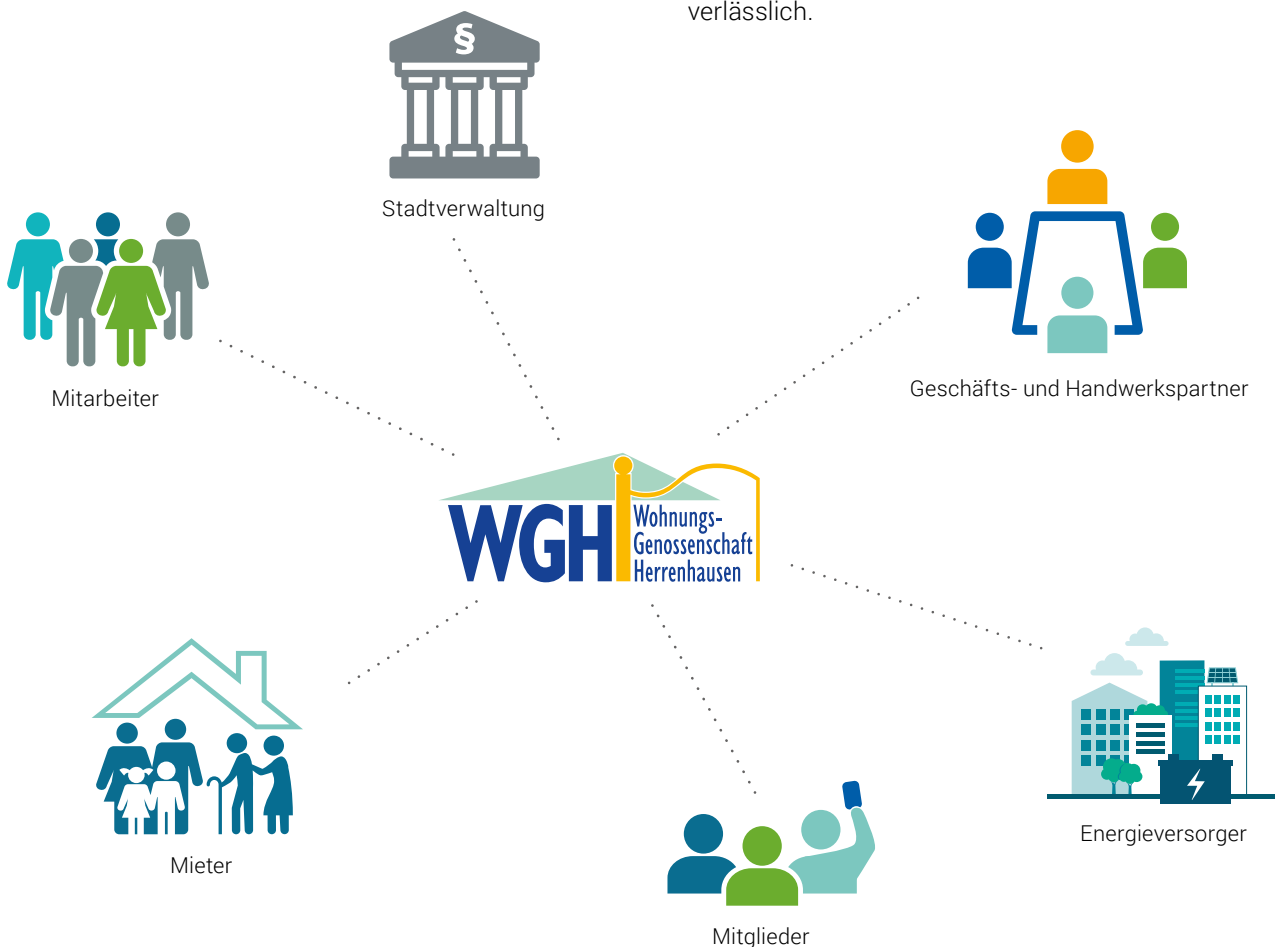 verlässlich.
§
Stadtverwaltung
Mitarbeiter
Geschäfts- und Handwerkspartner
WGH Wohnungs-
Genossenschaft
Herrenhausen
Mieter
Energieversorger
Mitglieder